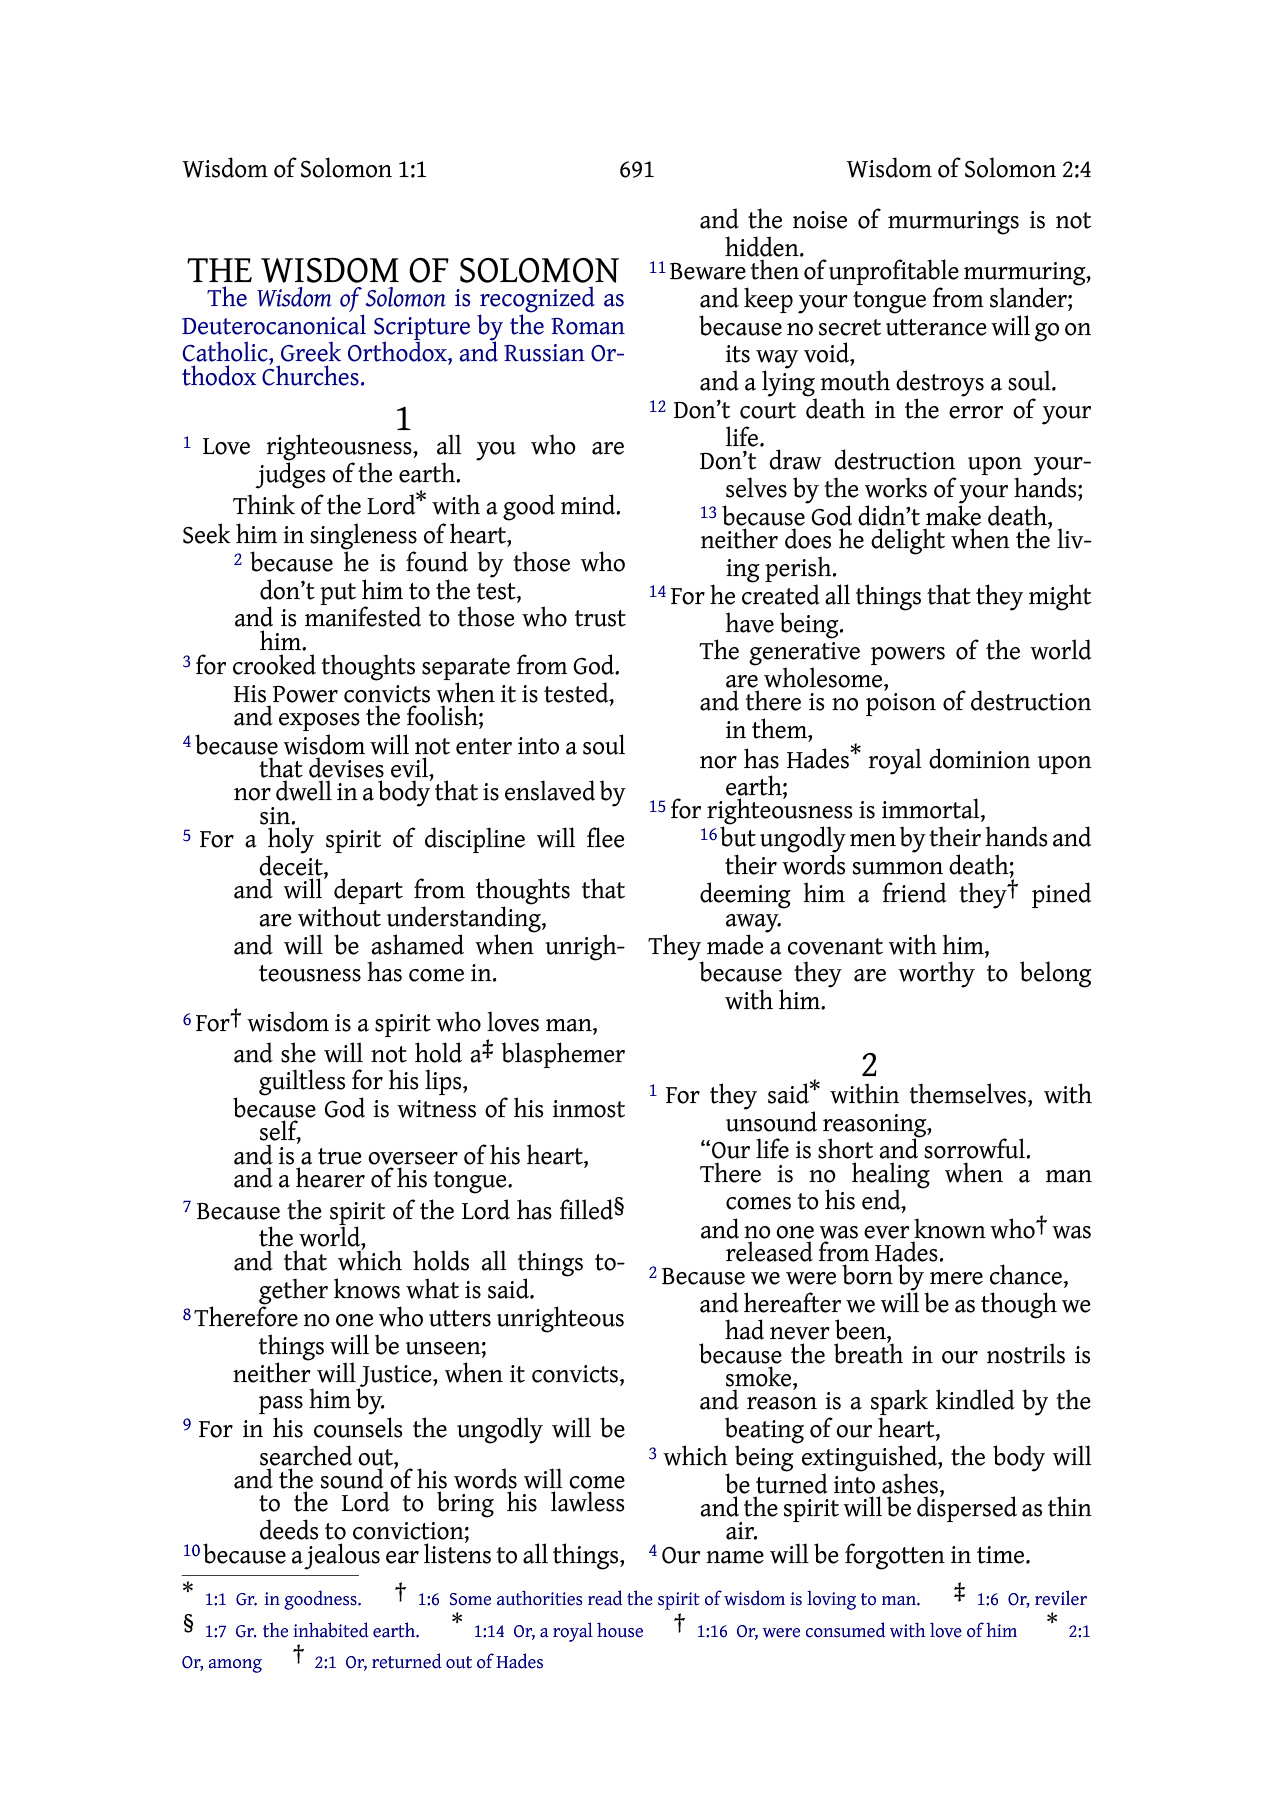 Wisdom of Solomon 1:1 691 Wisdom of Solomon 2:4
THE WISDOM OF SOLOMON
The Wisdom of Solomon is recognized as
Deuterocanonical Scripture by the Roman
Catholic, Greek Orthodox, and Russian Or-
thodox Churches.
1
1 Love righteousness, all you who are
judges of the earth.
Think of the Lord* with a good mind.
Seek him in singleness of heart,
2 because he is found by those who
don’t put him to the test,
and is manifested to those who trust
him.
3 for crooked thoughts separate from God.
His Power convicts when it is tested,
and exposes the foolish;
4 because wisdom will not enter into a soul
that devises evil,
nor dwell in a body that is enslaved by
sin.
5 For a holy spirit of discipline will flee
deceit,
and will depart from thoughts that
are without understanding,
and will be ashamed when unrigh-
teousness has come in.
6 For† wisdom is a spirit who loves man,
and she will not hold a‡ blasphemer
guiltless for his lips,
because God is witness of his inmost
self,
and is a true overseer of his heart,
and a hearer of his tongue.
7 Because the spirit of the Lord has filled§
the world,
and that which holds all things to-
gether knows what is said.
8 Therefore no one who utters unrighteous
things will be unseen;
neither will Justice, when it convicts,
pass him by.
9 For in his counsels the ungodly will be
searched out,
and the sound of his words will come
to the Lord to bring his lawless
deeds to conviction;
10 because a jealous ear listens to all things,
and the noise of murmurings is not
hidden.
11 Beware then of unprofitable murmuring,
and keep your tongue from slander;
because no secret utterance will go on
its way void,
and a lying mouth destroys a soul.
12 Don’t court death in the error of your
life.
Don’t draw destruction upon your-
selves by the works of your hands;
13 because God didn’t make death,
neither does he delight when the liv-
ing perish.
14 For he created all things that they might
have being.
The generative powers of the world
are wholesome,
and there is no poison of destruction
in them,
nor has Hades* royal dominion upon
earth;
15 for righteousness is immortal,
16 but ungodly men by their hands and
their words summon death;
deeming him a friend they† pined
away.
They made a covenant with him,
because they are worthy to belong
with him.
2
1 For they said* within themselves, with
unsound reasoning,
“Our life is short and sorrowful.
There is no healing when a man
comes to his end,
and no one was ever known who† was
released from Hades.
2 Because we were born by mere chance,
and hereafter we will be as though we
had never been,
because the breath in our nostrils is
smoke,
and reason is a spark kindled by the
beating of our heart,
3 which being extinguished, the body will
be turned into ashes,
and the spirit will be dispersed as thin
air.
4 Our name will be forgotten in time.
* 1:1 Gr. in goodness. † 1:6 Some authorities read the spirit of wisdom is loving to man. ‡ 1:6 Or, reviler
§ 1:7 Gr. the inhabited earth. * 1:14 Or, a royal house † 1:16 Or, were consumed with love of him * 2:1
Or, among † 2:1 Or, returned out of Hades